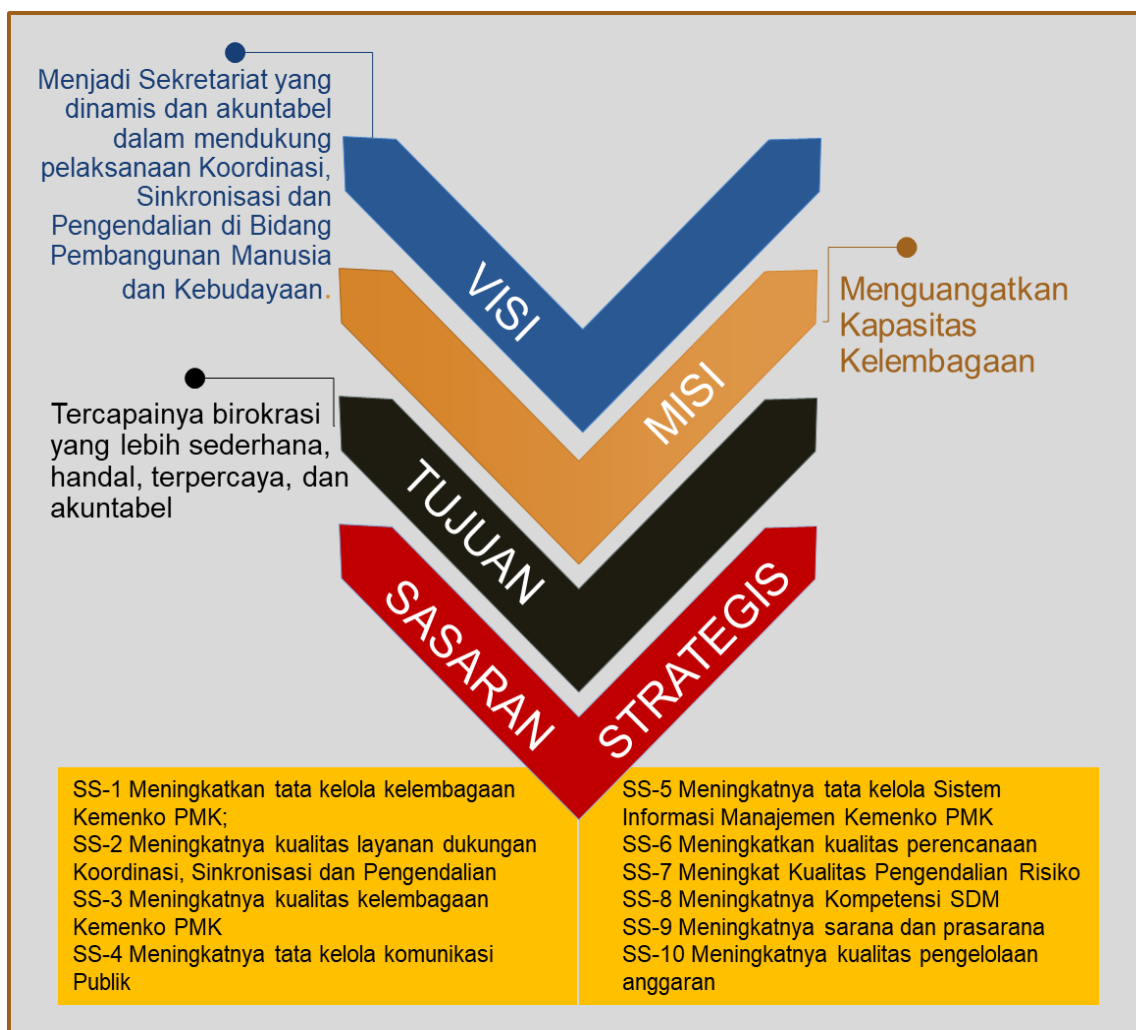 Menjadi Sekretariat yang
dinamis dan akuntabel
dalam mendukung
pelaksanaan Koordinasi,
Sinkronisasi dan
Pengendalian di Bidang
Pembangunan Manusia
dan Kebudayaan.
VISI
Menguangatkan
Kapasitas
Kelembagaan
MISI
Tercapainya birokrasi
yang lebih sederhana,
handal, terpercaya, dan
akuntabel
TUJUAN
SASARAN
STRATEGIS
SS-1 Meningkatkan tata kelola kelembagaan
Kemenko PMK;
SS-2 Meningkatnya kualitas layanan dukungan
Koordinasi, Sinkronisasi dan Pengendalian
SS-3 Meningkatnya kualitas kelembagaan
Kemenko PMK
SS-4 Meningkatnya tata kelola komunikasi
Publik
SS-5 Meningkatnya tata kelola Sistem
Informasi Manajemen Kemenko PMK
SS-6 Meningkatkan kualitas perencanaan
SS-7 Meningkat Kualitas Pengendalian Risiko
SS-8 Meningkatnya Kompetensi SDM
SS-9 Meningkatnya sarana dan prasarana
SS-10 Meningkatnya kualitas pengelolaan
anggaran